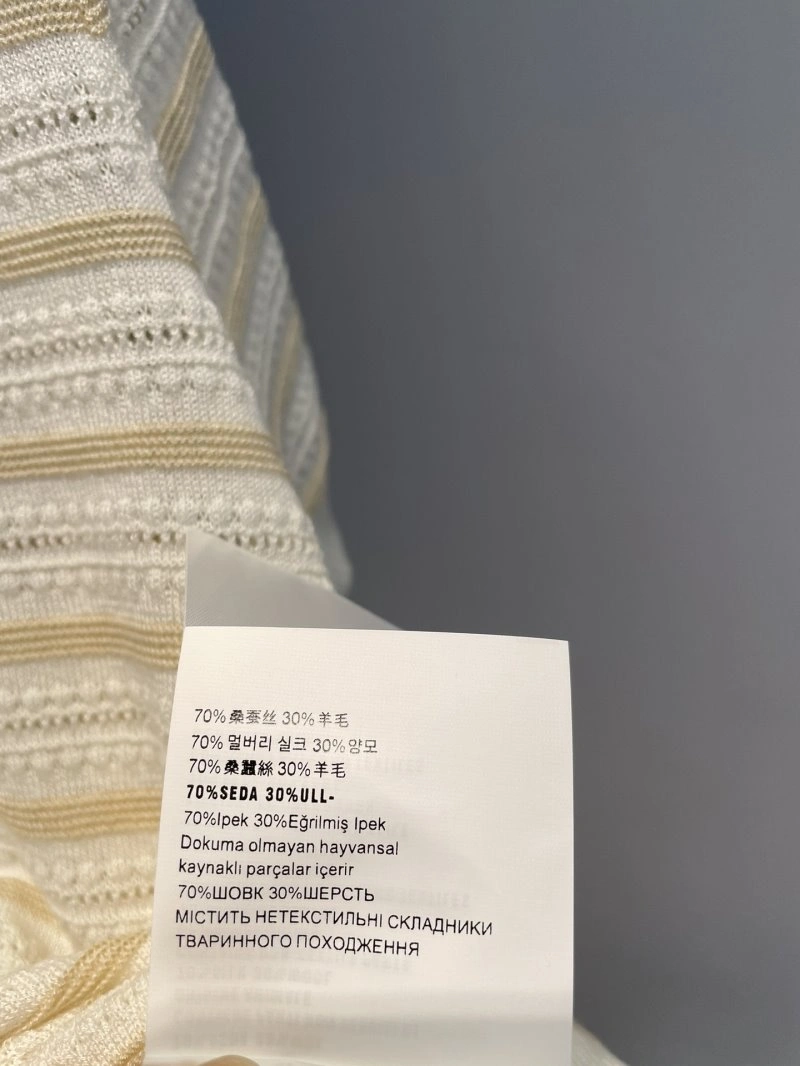 70%桑蚕丝 30%羊毛
70% 멀버리 실크 30%양모
70%桑蠶絲 30%羊毛
70%SEDA 30%ULL-
70%Ipek 30%Eğrilmiş Ipek
Dokuma olmayan hayvansal
kaynaklı parçalar içerir
70%ШОВК 30%ШЕРСТЬ
МІСТИТЬ НЕТЕКСТИЛЬНІ СКЛАДНИКИ
ТВАРИННОГО ПОХОДЖЕННЯ